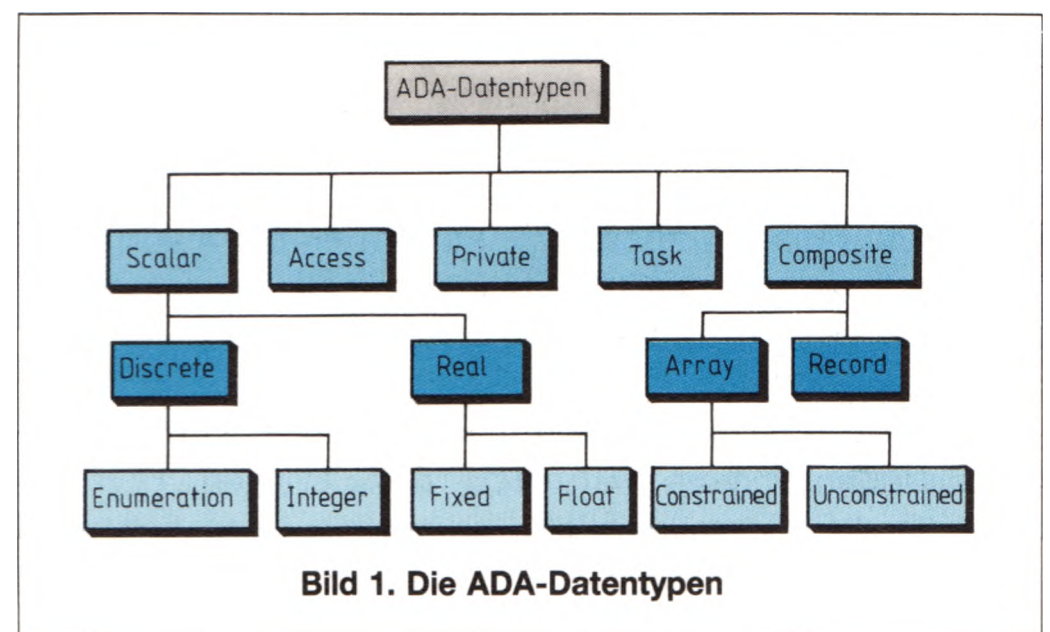 ADA-Datentypen
Scalar
Access
Private
Task
Composite
Discrete
Real
Array
Record
Enumeration
Integer
Fixed
Float
Constrained
Unconstrained
Bild 1. Die ADA-Datentypen